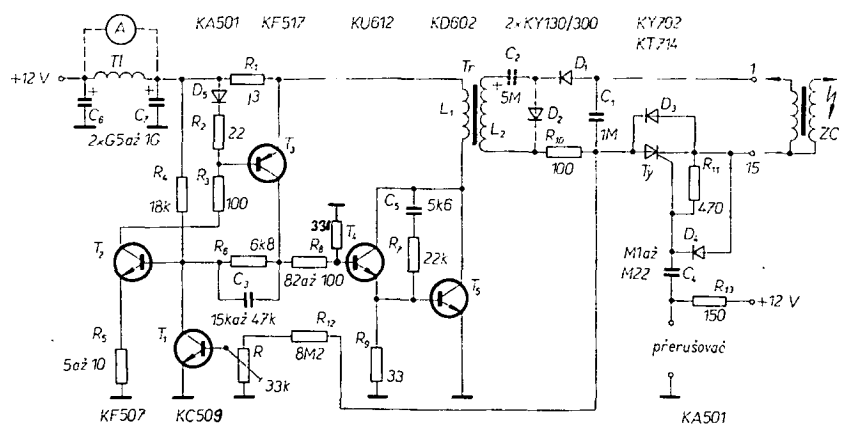 KA501 KF517 KU612 KD602 2×KY130/300 KY702
KT714
A
+12 V
Tl
C6
C7
2xG5až 1G
R1
j3
D5
R2
22
T3
R4
18k
R3
100
T2
R6
6k8
C3
15kaž 47k
R8
82až 100
331
T4
C5
5k6
R7
22k
T5
Tr
L1
L2
C2
5M
D1
D2
C1
1M
R10
100
D3
Ty
R11
470
D4
M1až
M22
C4
R13
150
+12 V
1
15
ZC
přerušovač
R5
5až 10
T1
R
33k
R12
8M2
R9
33
KF507 KC509 KA501